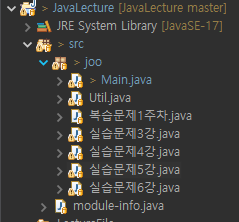 > JavaLecture [JavaLecture master]
JRE System Library [JavaSE-17]
> src
joo
> Main.java
Util.java
복습문제1주차.java
실습문제3강.java
실습문제4강.java
실습문제5강.java
실습문제6강.java
module-info.java